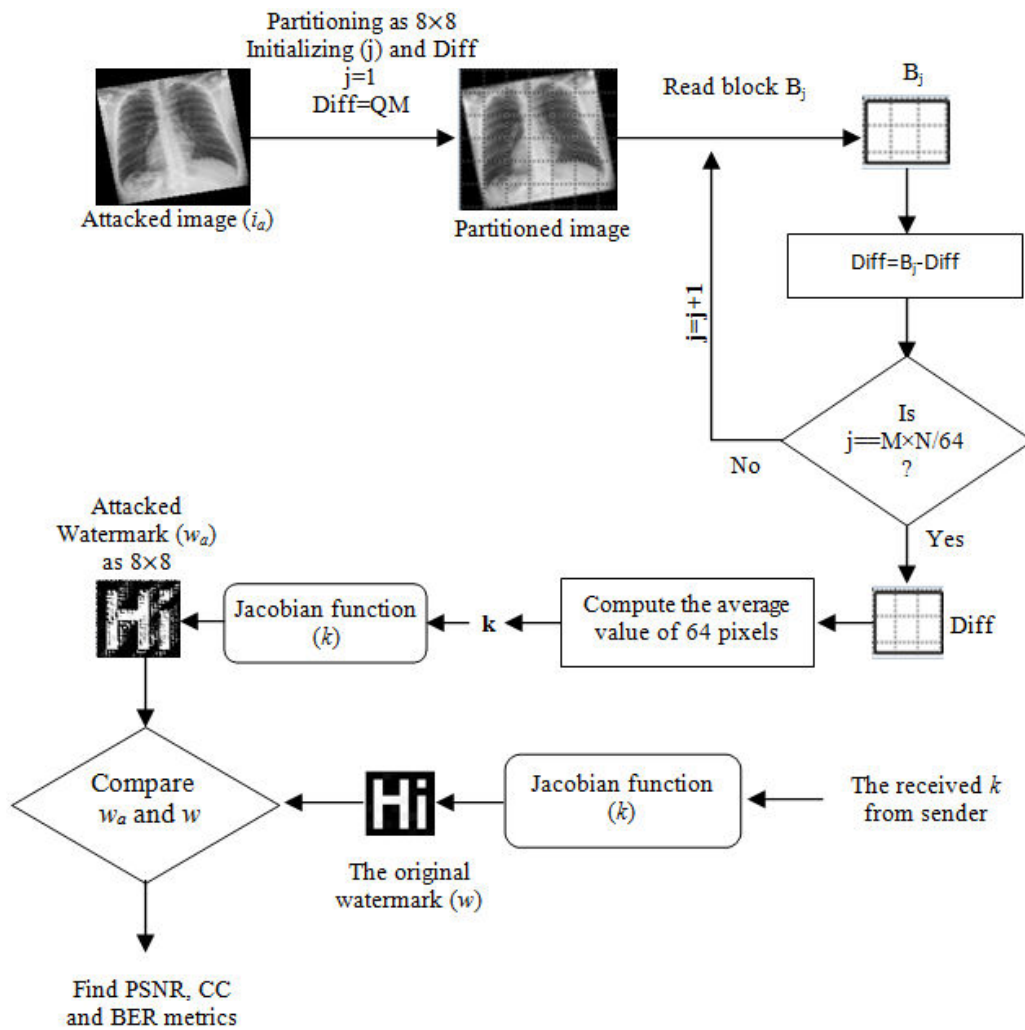 Partitioning as 8×8
Initializing (j) and Diff
j=1
Diff=QM
Attacked image (iₐ)
Partitioned image
Read block Bⱼ
Bⱼ
Diff=Bⱼ-Diff
j=j+1
Is
j==M×N/64
?
No
Yes
Diff
Compute the average
value of 64 pixels
k
Jacobian function
(k)
Attacked
Watermark (wₐ)
as 8×8
Hi
Compare
wₐ and w
Hi
The original
watermark (w)
Jacobian function
(k)
The received k
from sender
Find PSNR, CC
and BER metrics